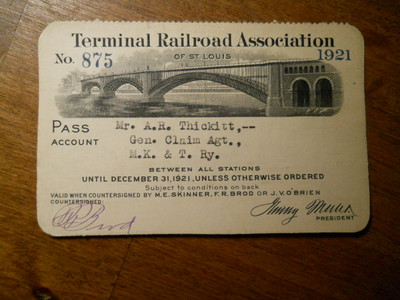 Terminal Railroad Association
No. 875 OF ST. LOUIS 1921
PASS Mr. A.R. Thickitt,--
ACCOUNT Gen. Claim Agt.,
M.K. & T. Ry.
BETWEEN ALL STATIONS
UNTIL DECEMBER 31, 1921, UNLESS OTHERWISE ORDERED
Subject to conditions on back
VALID WHEN COUNTERSIGNED BY M.E. SKINNER, F.R. BROD OR J.V. O'BRIEN
COUNTERSIGNED
PRESIDENT